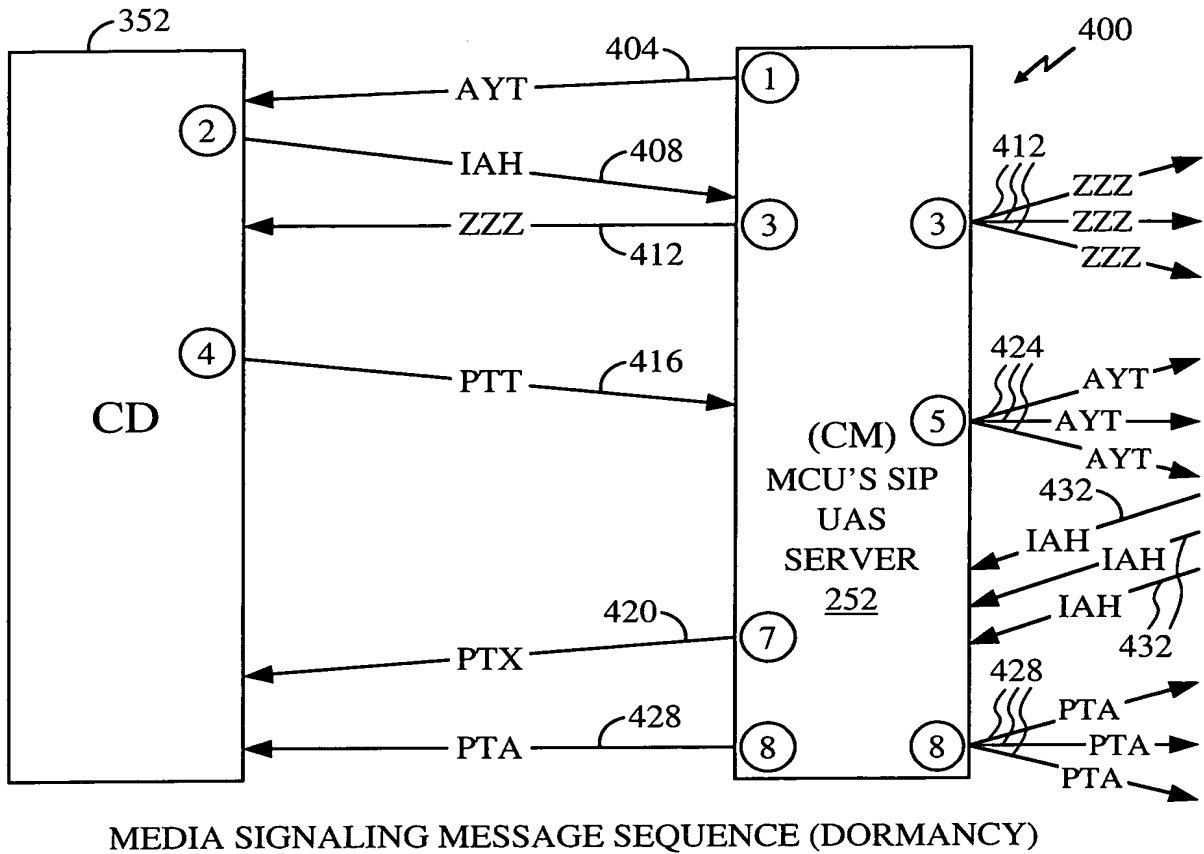 352
400
404
1
AYT
2
412
408
IAH
ZZZ
ZZZ
ZZZ
3
3
ZZZ
412
4
424
416
PTT
AYT
AYT
AYT
5
CD
(CM)
MCU'S SIP
UAS
SERVER
252
432
IAH
IAH
IAH
432
420
7
PTX
428
428
PTA
PTA
PTA
8
8
PTA
MEDIA SIGNALING MESSAGE SEQUENCE (DORMANCY)